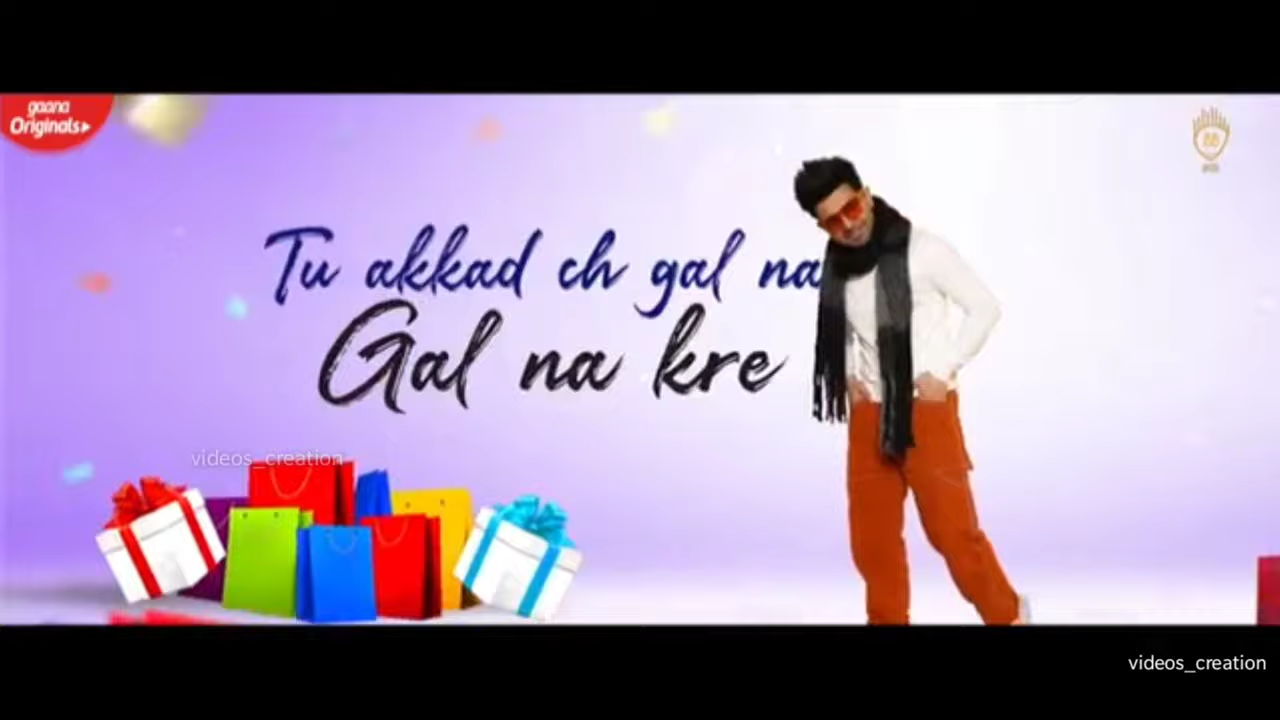 gaana
Originals
Tu akkad ch gal na
Gal na kre
videos_creation
videos_creation